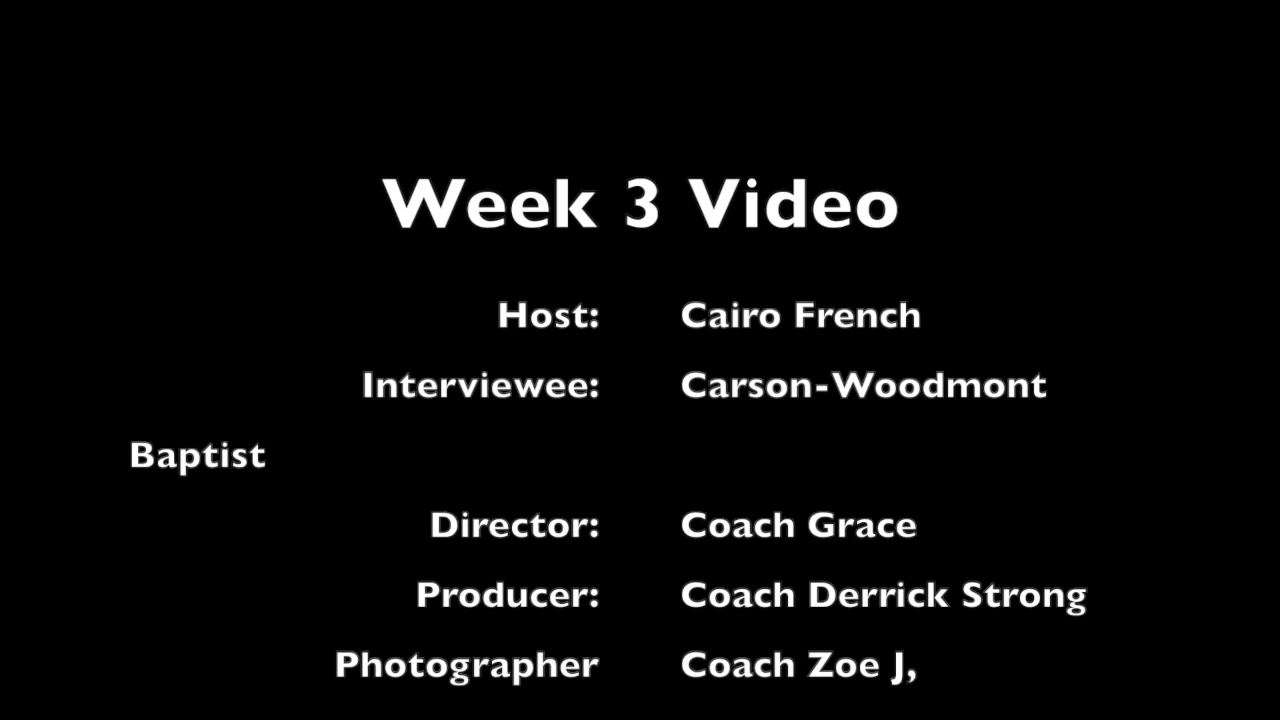 Week 3 Video
Host: Cairo French
Interviewee: Carson-Woodmont
Baptist
Director: Coach Grace
Producer: Coach Derrick Strong
Photographer Coach Zoe J,